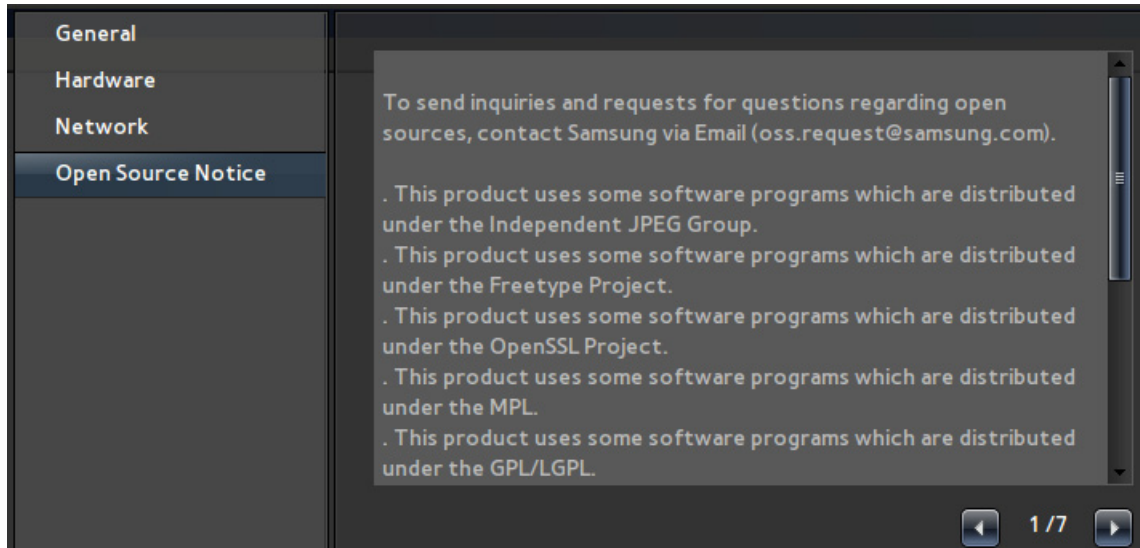 General
Hardware
Network
Open Source Notice
To send inquiries and requests for questions regarding open
sources, contact Samsung via Email (oss.request@samsung.com).
. This product uses some software programs which are distributed
under the Independent JPEG Group.
. This product uses some software programs which are distributed
under the Freetype Project.
. This product uses some software programs which are distributed
under the OpenSSL Project.
. This product uses some software programs which are distributed
under the MPL.
. This product uses some software programs which are distributed
under the GPL/LGPL.
1 /7